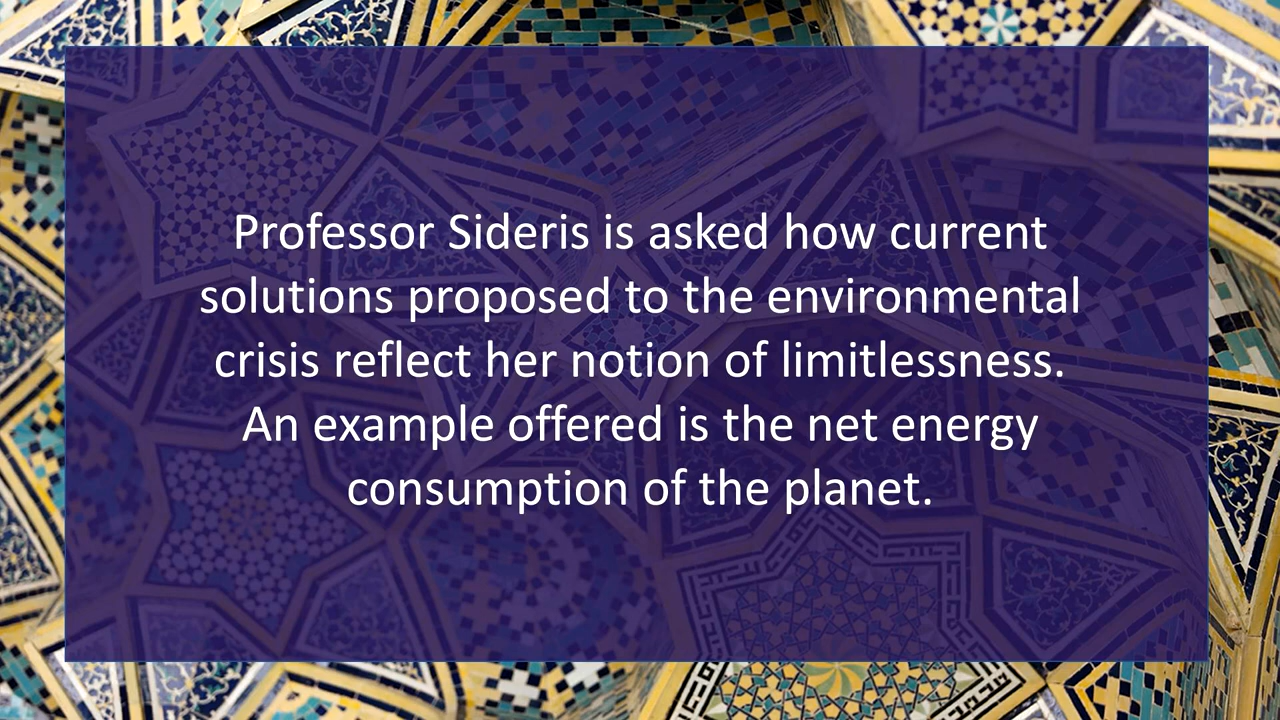 Professor Sideris is asked how current
solutions proposed to the environmental
crisis reflect her notion of limitlessness.
An example offered is the net energy
consumption of the planet.